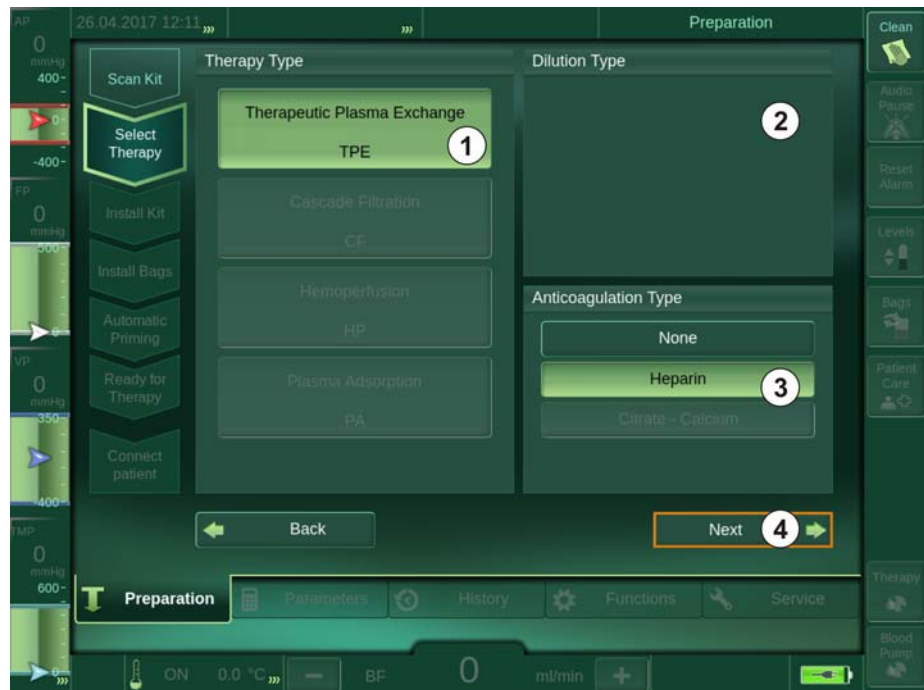 AP
26.04.2017 12:11
Preparation
Clean
0
mmHg
400
0
-400
Scan Kit
Select
Therapy
Install Kit
Install Bags
Automatic
Priming
Ready for
Therapy
Connect
patient
Therapy Type
Therapeutic Plasma Exchange
TPE
1
Cascade Filtration
CF
Hemoperfusion
HP
Plasma Adsorption
PA
Dilution Type
2
Anticoagulation Type
None
Heparin
3
Citrate - Calcium
Audio
Pause
Reset
Alarm
Levels
Bags
Patient
Care
FP
0
mmHg
500
0
VP
0
mmHg
350
-400
Back
Next
4
TMP
0
mmHg
600
Preparation
Parameters
History
Functions
Service
Therapy
Blood
Pump
ON
0.0 °C
BF
0
ml/min